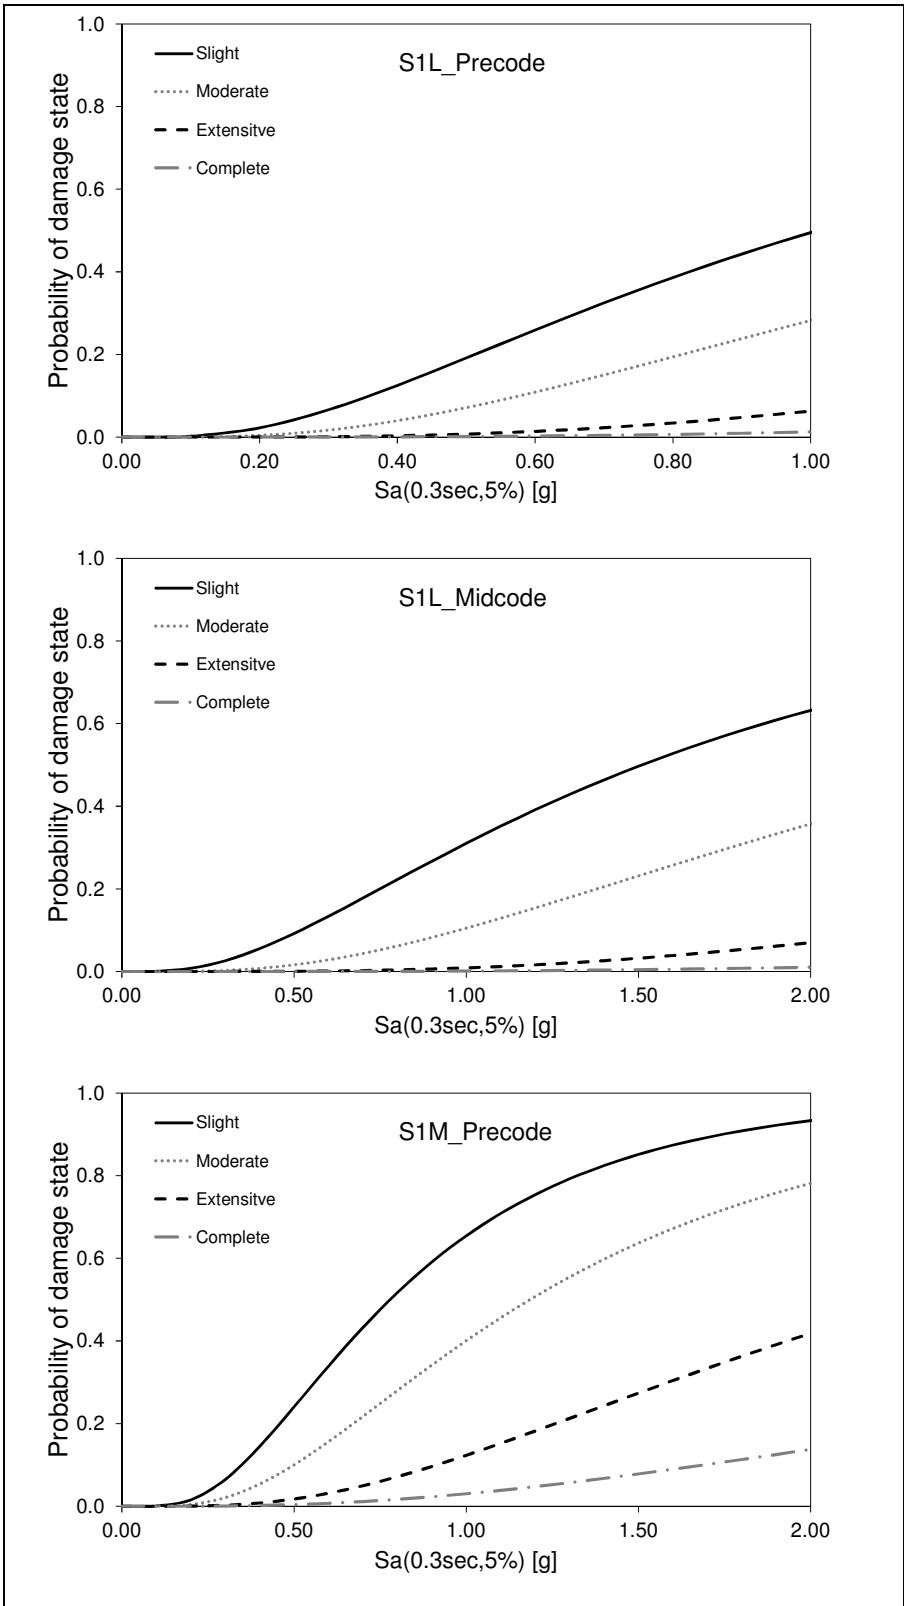 1.0
Slight
S1L_Precode
Moderate
0.8
Extensitve
Complete
0.6
Probability of damage state
0.4
0.2
0.0
0.00 0.20 0.40 0.60 0.80 1.00
Sa(0.3sec,5%) [g]
1.0
Slight
S1L_Midcode
Moderate
0.8
Extensitve
Complete
0.6
Probability of damage state
0.4
0.2
0.0
0.00 0.50 1.00 1.50 2.00
Sa(0.3sec,5%) [g]
1.0
Slight
S1M_Precode
Moderate
0.8
Extensitve
Complete
0.6
Probability of damage state
0.4
0.2
0.0
0.00 0.50 1.00 1.50 2.00
Sa(0.3sec,5%) [g]